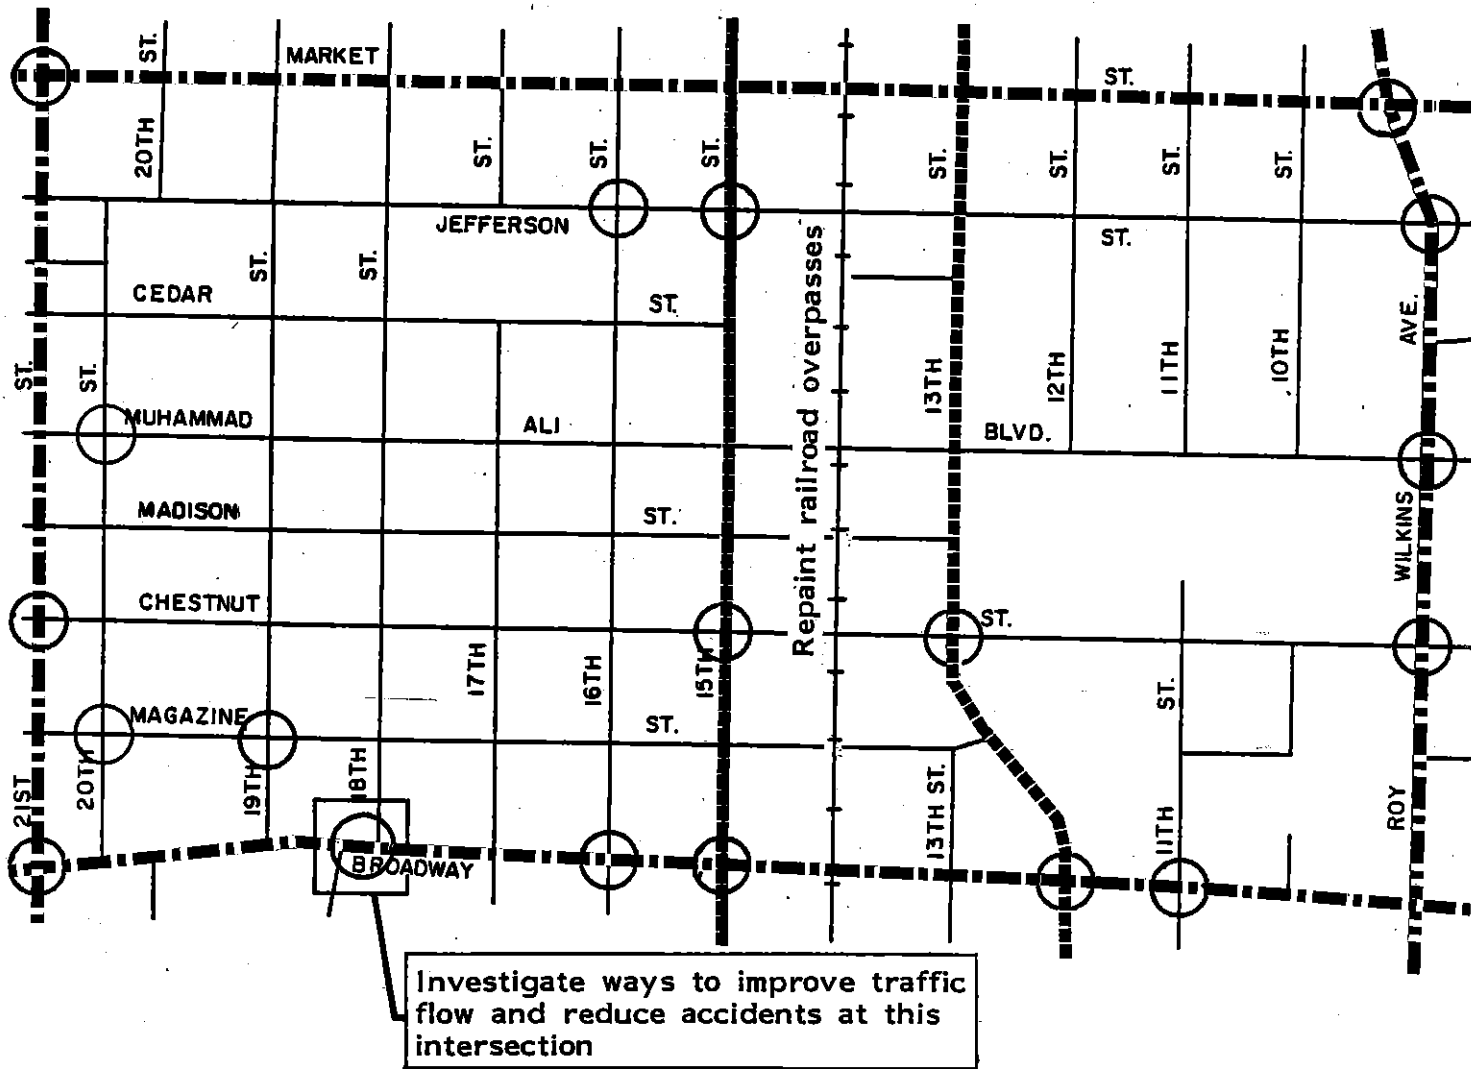 MARKET ST.
20TH ST.
ST.
ST.
ST.
ST.
ST.
ST.
ST.
JEFFERSON ST.
CEDAR ST.
ST.
ST.
ST.
ST.
MUHAMMAD ALI BLVD.
MADISON ST.
CHESTNUT ST.
MAGAZINE ST.
BROADWAY
21ST
20TH
19TH
18TH
17TH
16TH
15TH
Repaint railroad overpasses
13TH
12TH
11TH
10TH
13TH ST.
11TH ST.
ROY WILKINS AVE.
Investigate ways to improve traffic
flow and reduce accidents at this
intersection